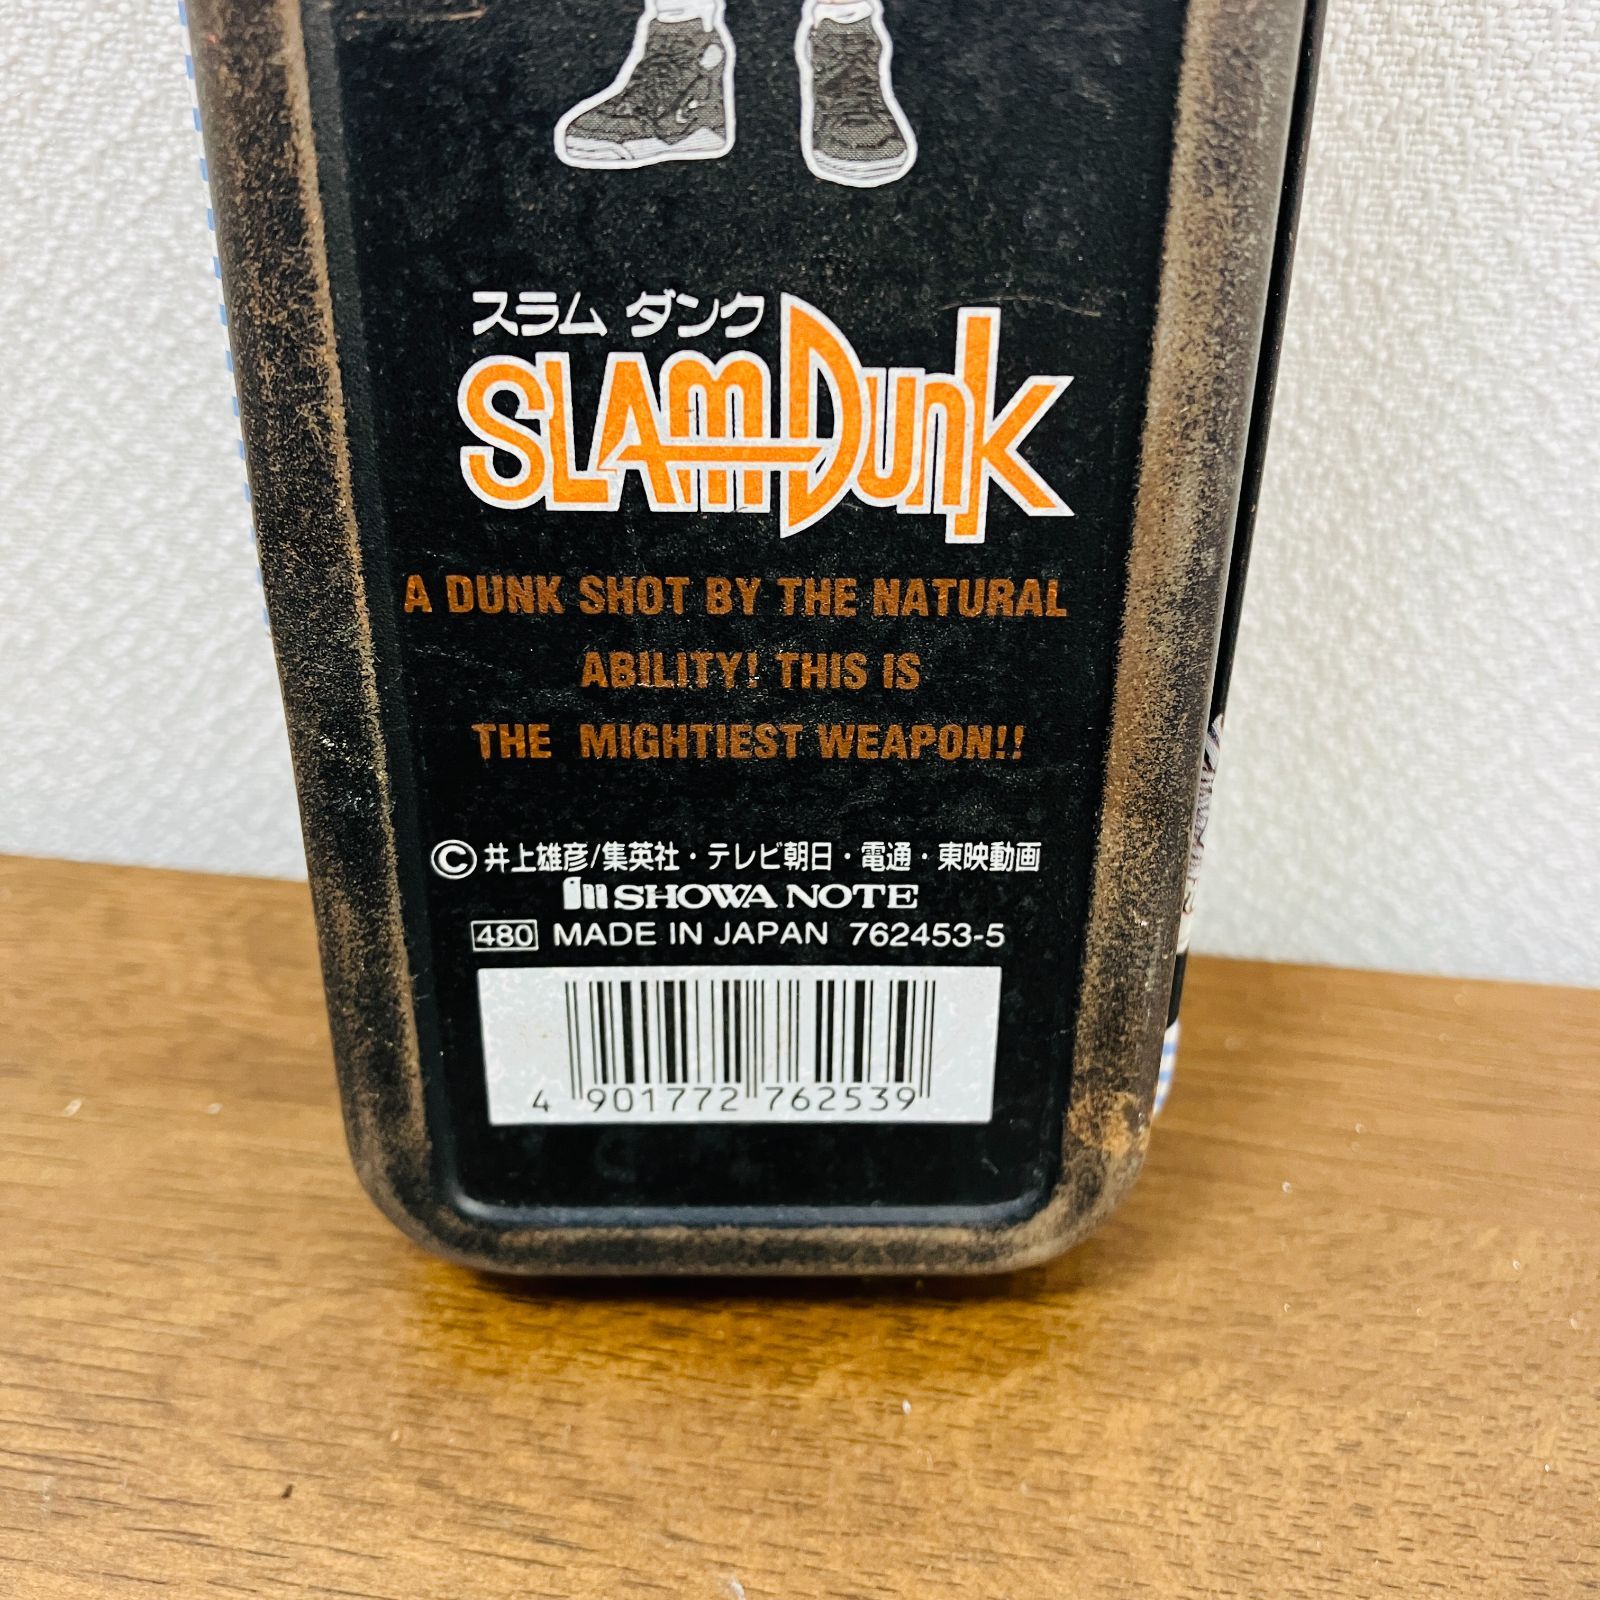 スラム ダンク
SLAM DUNK
A DUNK SHOT BY THE NATURAL
ABILITY! THIS IS
THE MIGHTIEST WEAPON!!
©井上雄彦/集英社・テレビ朝日・電通・東映動画
SHOWA NOTE
480 MADE IN JAPAN 762453-5
4 901772 762539